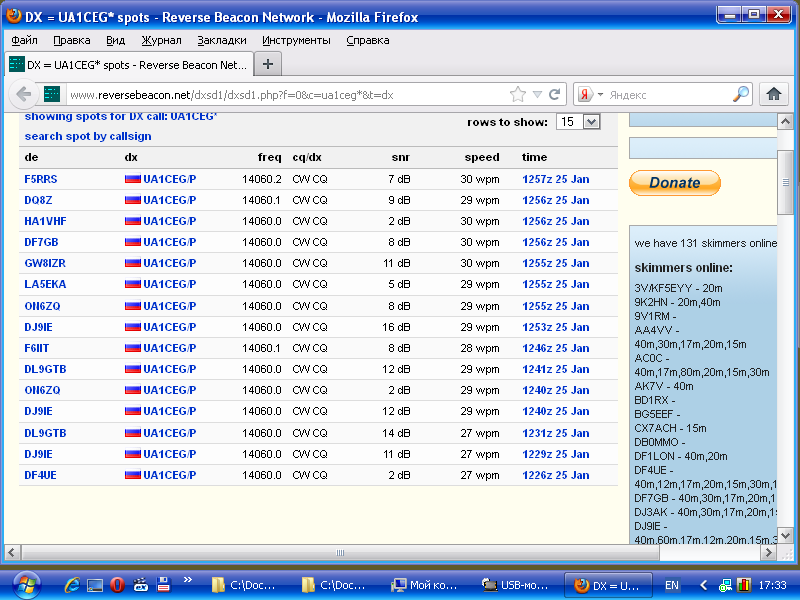 DX = UA1CEG* spots - Reverse Beacon Network - Mozilla Firefox
Файл Правка Вид Журнал Закладки Инструменты Справка
DX = UA1CEG* spots - Reverse Beacon Net... +
www.reversebeacon.net/dxsd1/dxsd1.php?f=0&c=ua1ceg*&t=dx Яндекс
showing spots for DX call: UA1CEG*
search spot by callsign
rows to show: 15
de dx freq cq/dx snr speed time
F5RRS UA1CEG/P 14060.2 CW CQ 7 dB 30 wpm 1257z 25 Jan
DQ8Z UA1CEG/P 14060.1 CW CQ 9 dB 29 wpm 1256z 25 Jan
HA1VHF UA1CEG/P 14060.0 CW CQ 2 dB 30 wpm 1256z 25 Jan
DF7GB UA1CEG/P 14060.0 CW CQ 8 dB 30 wpm 1256z 25 Jan
GW8IZR UA1CEG/P 14060.0 CW CQ 11 dB 30 wpm 1255z 25 Jan
LA5EKA UA1CEG/P 14060.0 CW CQ 5 dB 29 wpm 1255z 25 Jan
ON6ZQ UA1CEG/P 14060.0 CW CQ 8 dB 29 wpm 1255z 25 Jan
DJ9IE UA1CEG/P 14060.0 CW CQ 16 dB 29 wpm 1253z 25 Jan
F6IIT UA1CEG/P 14060.1 CW CQ 8 dB 28 wpm 1246z 25 Jan
DL9GTB UA1CEG/P 14060.0 CW CQ 12 dB 29 wpm 1241z 25 Jan
ON6ZQ UA1CEG/P 14060.0 CW CQ 2 dB 29 wpm 1240z 25 Jan
DJ9IE UA1CEG/P 14060.0 CW CQ 12 dB 29 wpm 1240z 25 Jan
DL9GTB UA1CEG/P 14060.0 CW CQ 14 dB 27 wpm 1231z 25 Jan
DJ9IE UA1CEG/P 14060.0 CW CQ 11 dB 27 wpm 1229z 25 Jan
DF4UE UA1CEG/P 14060.0 CW CQ 2 dB 27 wpm 1226z 25 Jan
Donate
we have 131 skimmers online
skimmers online:
3V/KF5EYY - 20m
9K2HN - 20m,40m
9V1RM -
AA4VV -
40m,30m,17m,20m,15m
AC0C -
40m,17m,80m,20m,15m,30m
AK7V - 40m
BD1RX -
BG5EEF -
CX7ACH - 15m
DB0MMO -
DF1LON - 40m,20m
DF4UE -
40m,12m,17m,20m,15m,30m,1
DF7GB - 40m,30m,17m,20m,1
DJ3AK - 40m,30m,17m,20m,15
DJ9IE -
40m,60m,17m,12m,20m,15m,3
C:\Doc... C:\Doc... Мой ко... USB-мо... DX = U... EN 17:33